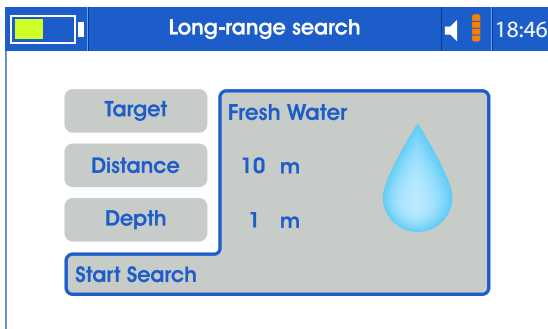 Long-range search
18:46
Target
Fresh Water
Distance
10 m
Depth
1 m
Start Search